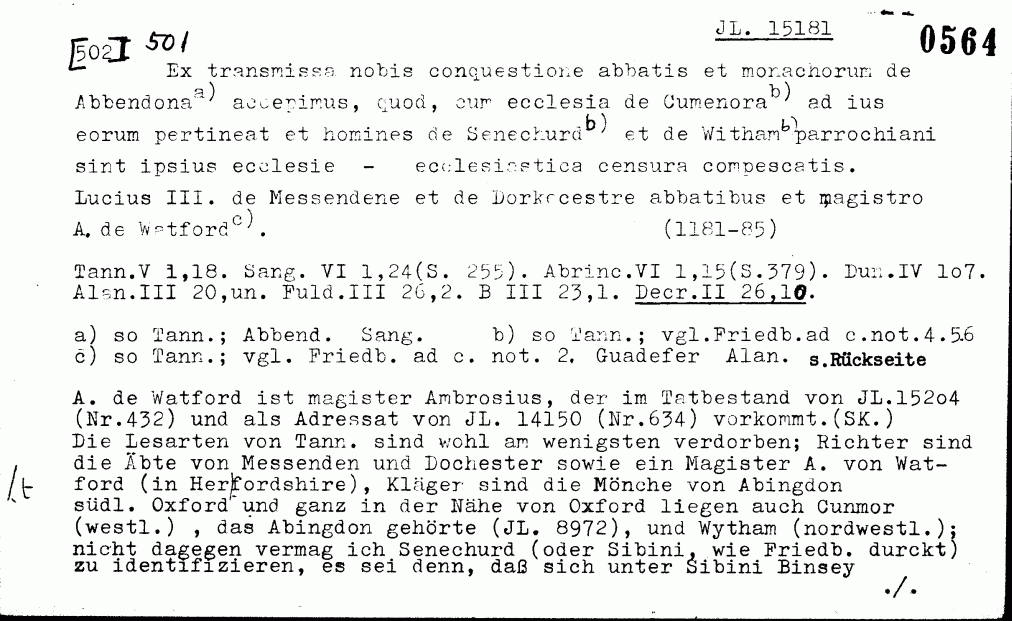 JL. 15181
0564
[502] 501
Ex transmissa nobis conquestione abbatis et monachorum de
Abbendona a) accepimus, quod, cum ecclesia de Cumenora b) ad ius
eorum pertineat et homines de Senechurd b) et de Witham b) parrochiani
sint ipsius ecclesie - ecclesiastica censura compescatis.
Lucius III. de Messendene et de Dorkecestre abbatibus et magistro
A. de Watford c). (1181-85)
Tann.V 1,18. Sang. VI 1,24(S. 255). Abrinc.VI 1,15(S.379). Dun.IV 1o7.
Alan.III 20,un. Fuld.III 26,2. B III 23,1. Decr.II 26,10.
a) so Tann.; Abbend. Sang. b) so Tann.; vgl.Friedb.ad c.not.4.5.6
c) so Tann.; vgl. Friedb. ad c. not. 2. Guadefer Alan. s.Rückseite
A. de Watford ist magister Ambrosius, der im Tatbestand von JL.152o4
(Nr.432) und als Adressat von JL. 14150 (Nr.634) vorkommt.(SK.)
Die Lesarten von Tann. sind wohl am wenigsten verdorben; Richter sind
die Äbte von Messenden und Dochester sowie ein Magister A. von Wat-
/t ford (in Herfordshire), Kläger sind die Mönche von Abingdon
südl. Oxford und ganz in der Nähe von Oxford liegen auch Cunmor
(westl.) , das Abingdon gehörte (JL. 8972), und Wytham (nordwestl.);
nicht dagegen vermag ich Senechurd (oder Sibini, wie Friedb. durckt)
zu identifizieren, es sei denn, daß sich unter Sibini Binsey
./.